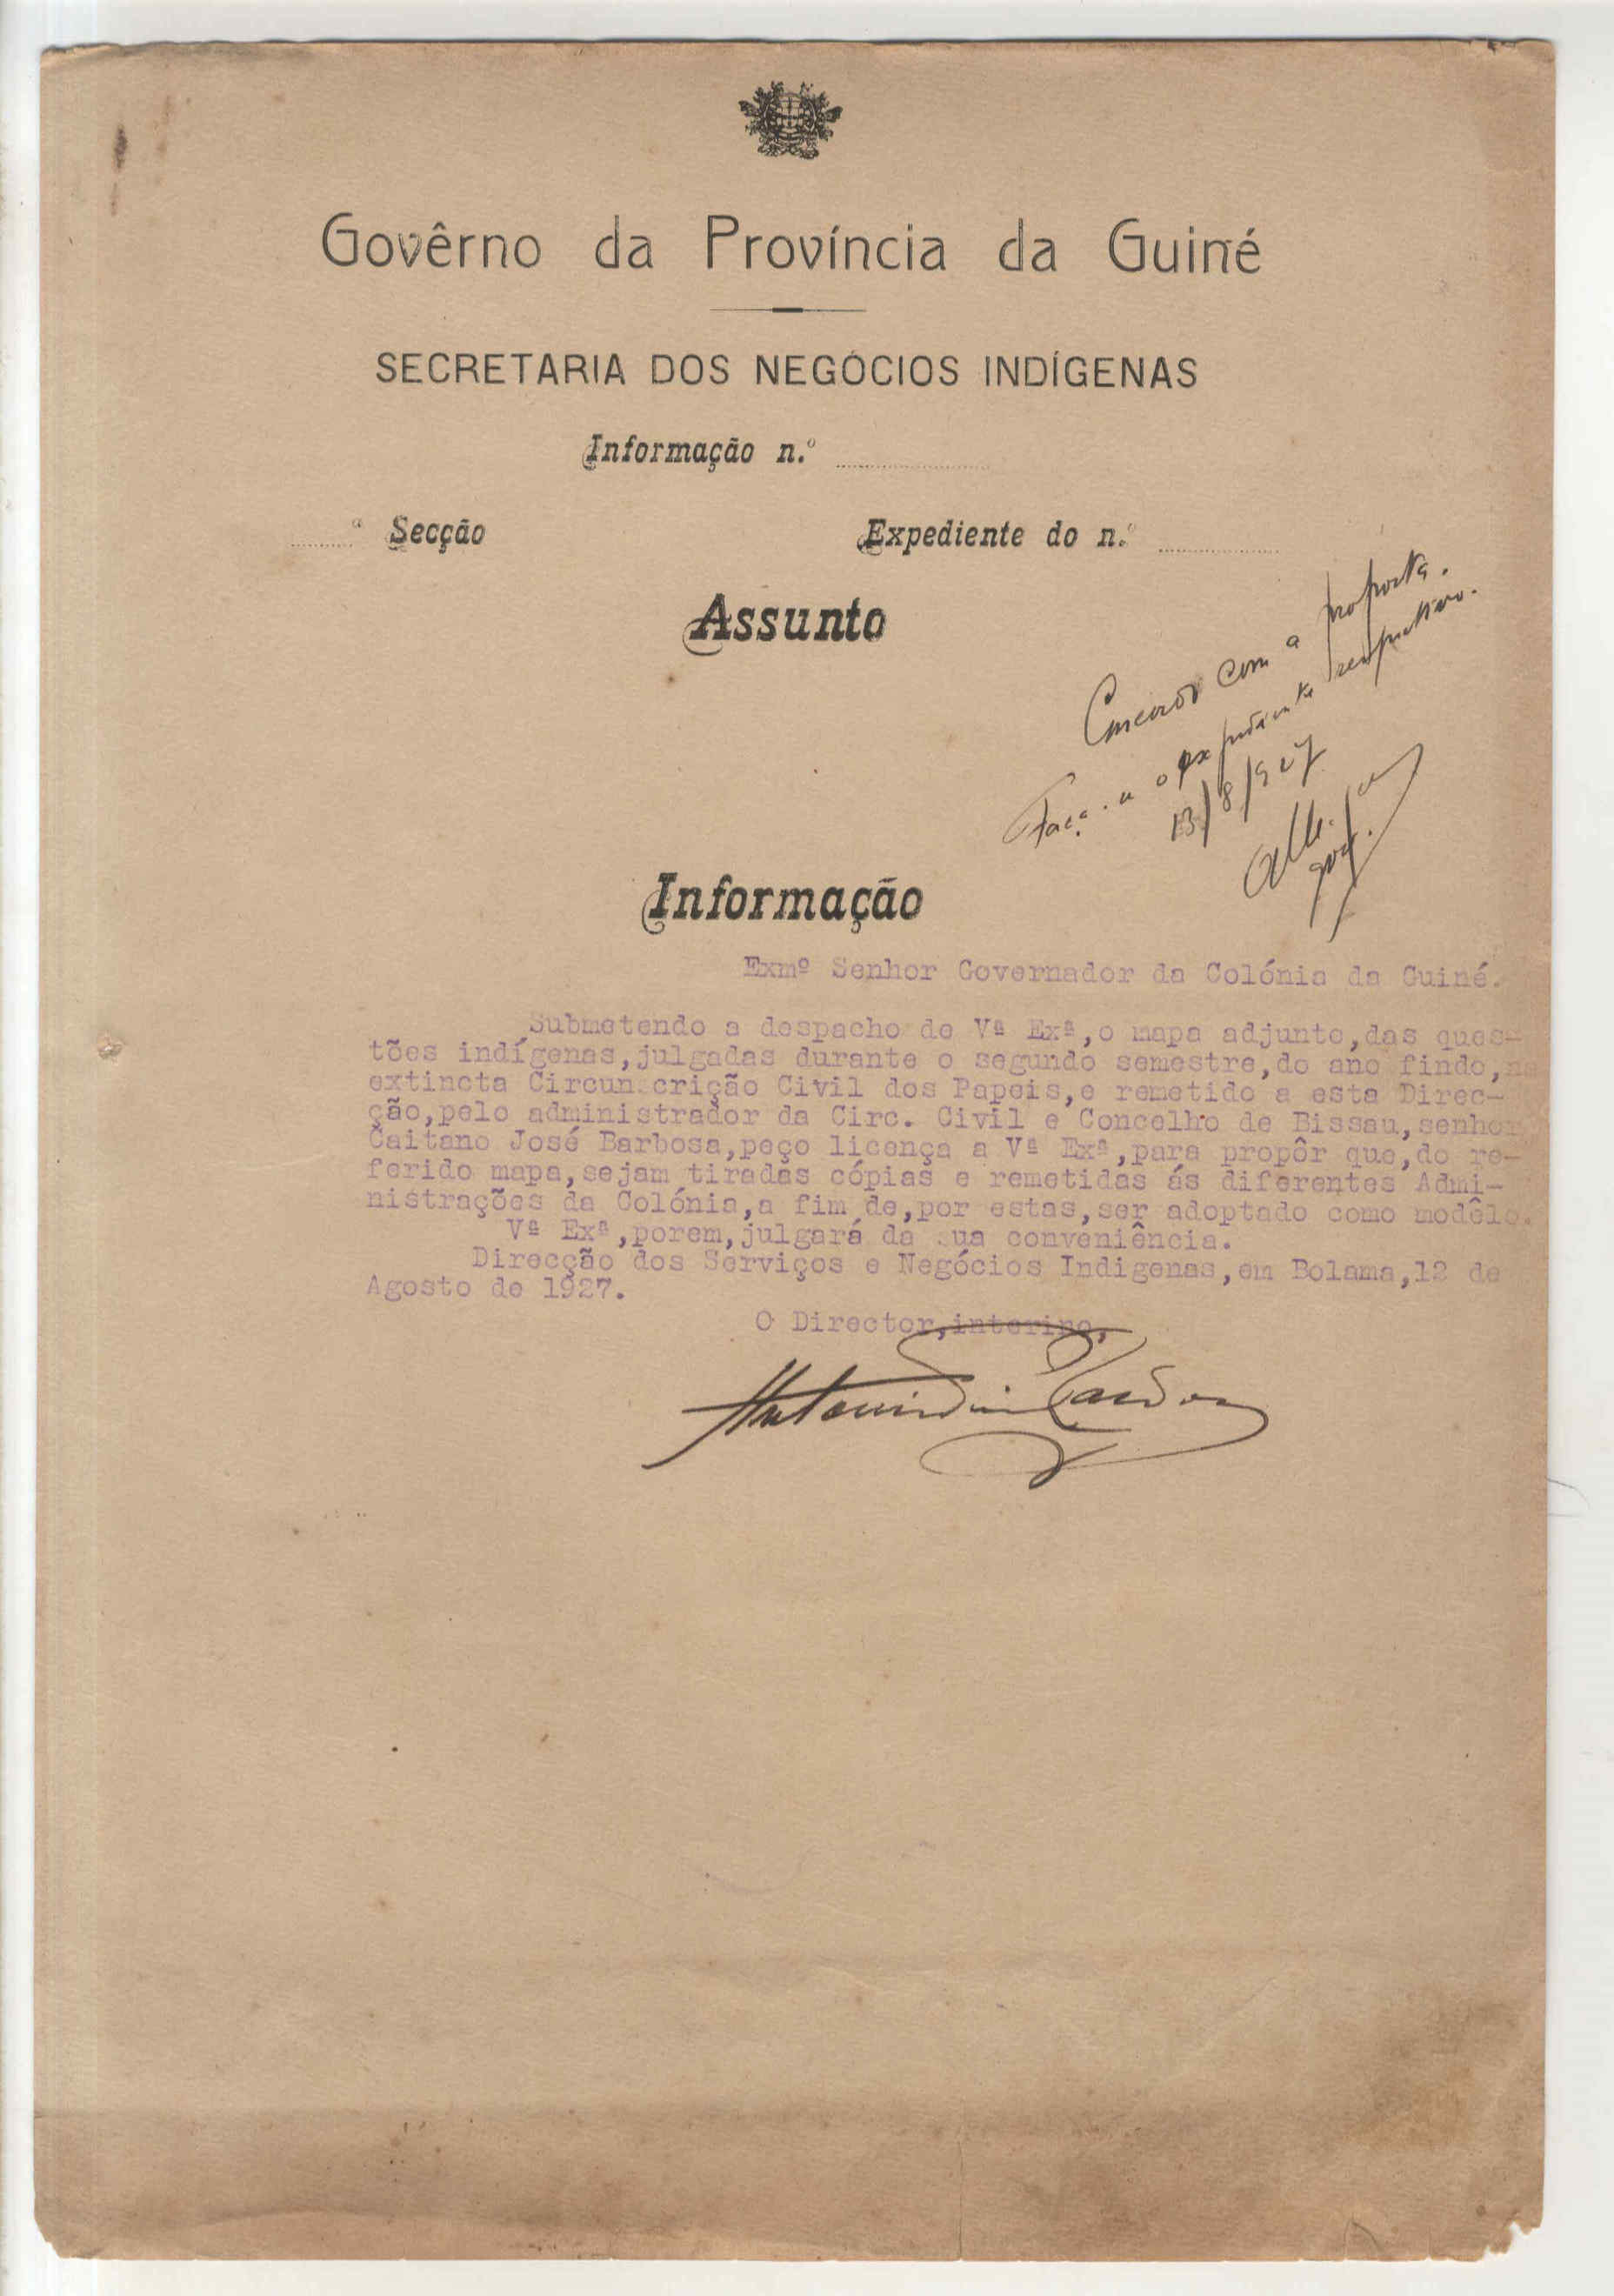 Govêrno da Província da Guiné
SECRETARIA DOS NEGÓCIOS INDÍGENAS
Informação n.º
ª Secção
Expediente do n.º
Assunto
Concordo com a proposta.
Faça-se o expediente respectivo.
13/8/927
Informação
Exmº Senhor Governador da Colónia da Guiné.
Submetendo a despacho de Vª Exª,o mapa adjunto,das ques-
tões indígenas,julgadas durante o segundo semestre,do ano findo,na
extincta Circunscrição Civil dos Papeis,e remetido a esta Direc-
ção,pelo administrador da Circ. Civil e Concelho de Bissau,senhor
Caitano José Barbosa,peço licença a Vª Exª,para propôr que,do re-
ferido mapa,sejam tiradas cópias e remetidas ás diferentes Admi-
nistrações da Colónia,a fim de,por estas,ser adoptado como modêlo.
Vª Exª,porem,julgará da sua conveniência.
Direcção dos Serviços e Negócios Indigenas,em Bolama,12 de
Agosto de 1927.
O Director,interino,